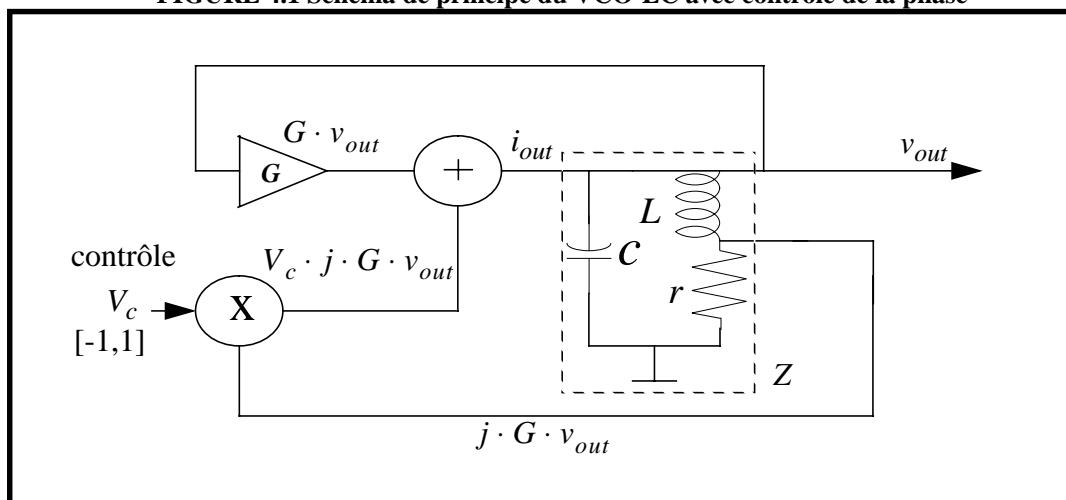 FIGURE 4.1 Schéma de principe du VCO-LC avec contrôle de la phase
G · v_out
i_out
v_out
G
+
L
C
contrôle
V_c · j · G · v_out
V_c
X
r
[-1,1]
Z
j · G · v_out